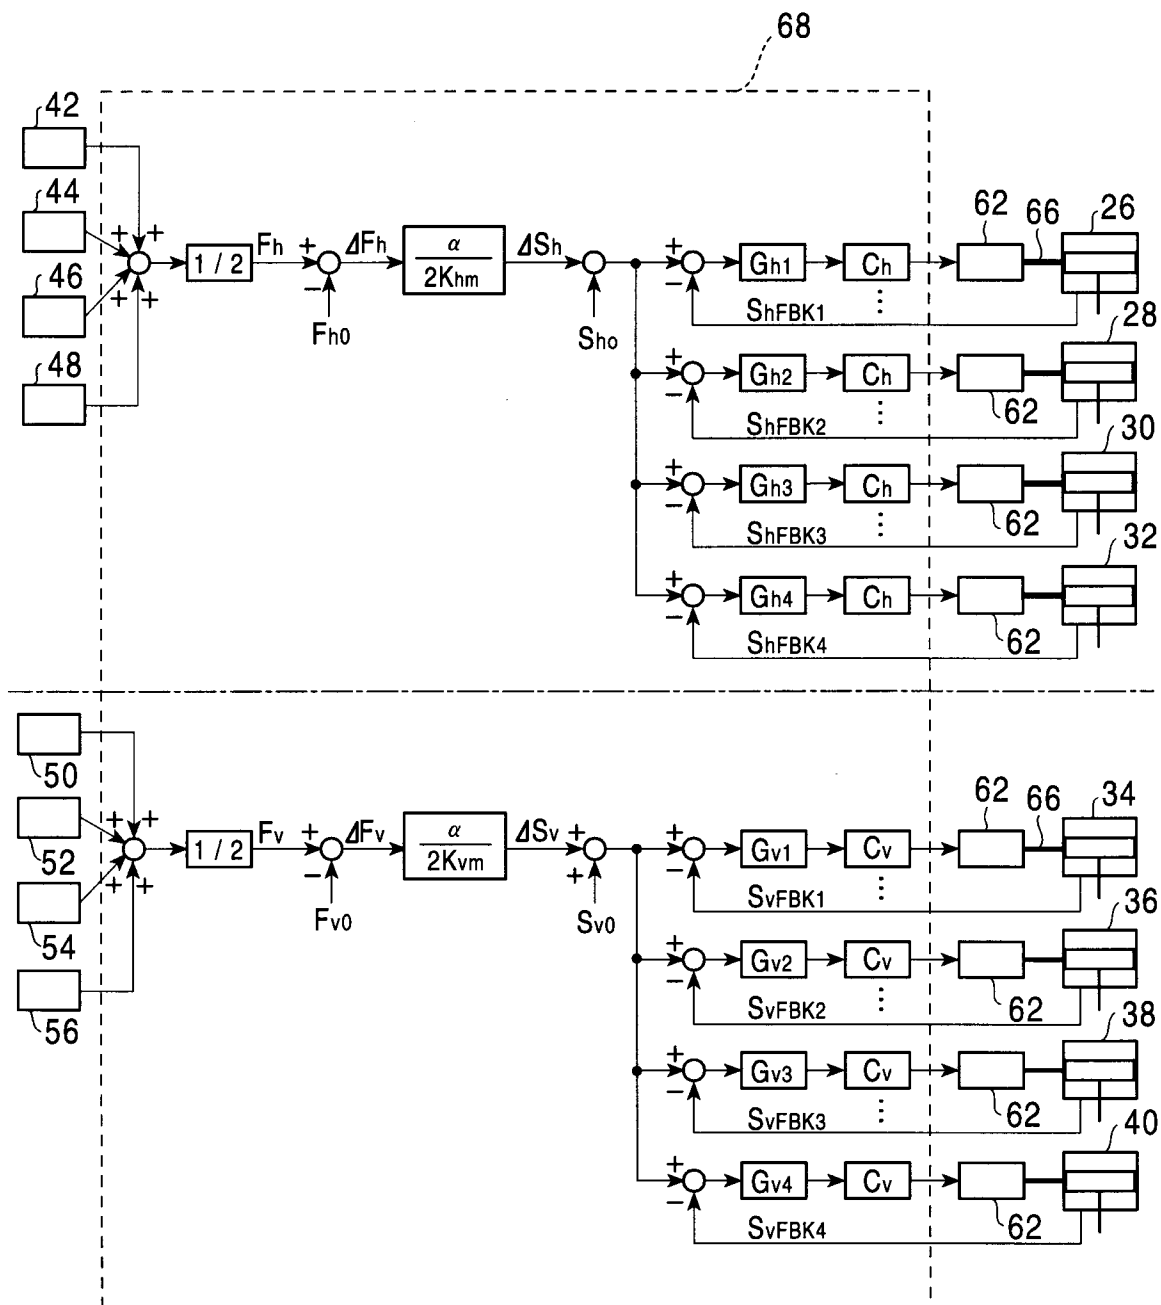 68
42
44
46
48
+ + + +
1 / 2
Fh
+ −
Fh0
ΔFh
α
2Khm
ΔSh
Sho
+ −
Gh1
Ch
ShFBK1
62
66
26
+ −
Gh2
Ch
ShFBK2
62
28
+ −
Gh3
Ch
ShFBK3
62
30
+ −
Gh4
Ch
ShFBK4
62
32
50
52
54
56
+ + + +
1 / 2
Fv
+ −
Fv0
ΔFv
α
2Kvm
ΔSv
+ +
Sv0
+ −
Gv1
Cv
SvFBK1
62
66
34
+ −
Gv2
Cv
SvFBK2
62
36
+ −
Gv3
Cv
SvFBK3
62
38
+ −
Gv4
Cv
SvFBK4
62
40